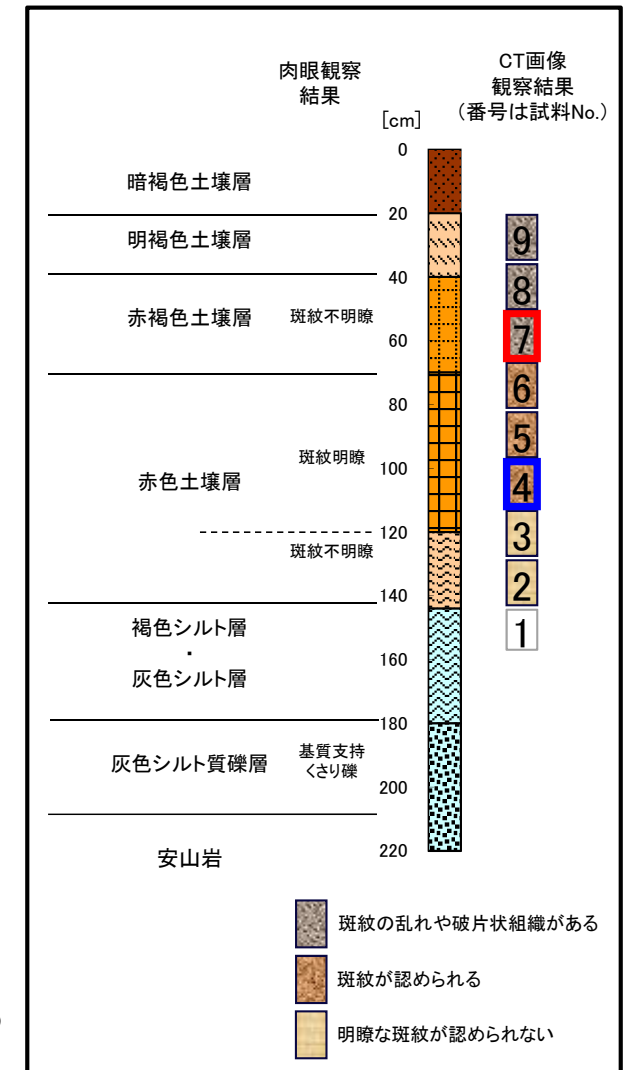 肉眼観察
結果
CT画像
観察結果
(番号は試料No.)
[cm]
0
暗褐色土壌層
20
明褐色土壌層
9
40
8
赤褐色土壌層
斑紋不明瞭
60
7
6
80
5
斑紋明瞭
100
赤色土壌層
4
120
3
斑紋不明瞭
2
140
褐色シルト層
・
灰色シルト層
1
160
180
灰色シルト質礫層
基質支持
くさり礫
200
安山岩
220
斑紋の乱れや破片状組織がある
斑紋が認められる
明瞭な斑紋が認められない